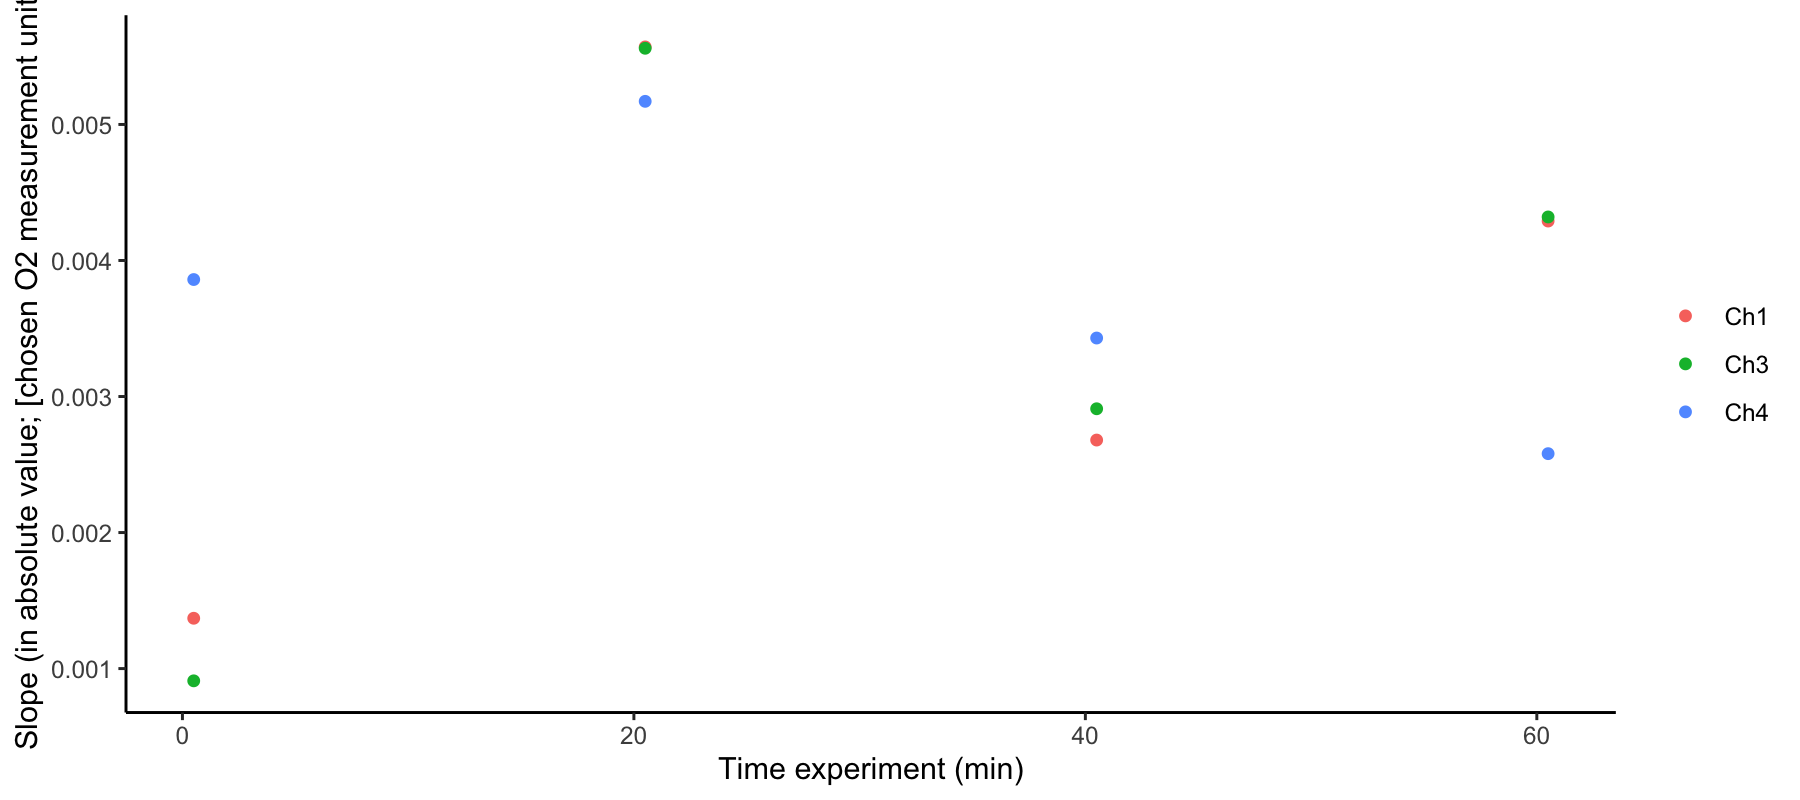 Slope (in absolute value; [chosen O2 measurement unit
0.005
0.004
0.003
0.002
0.001
0
20
40
60
Time experiment (min)
Ch1
Ch3
Ch4